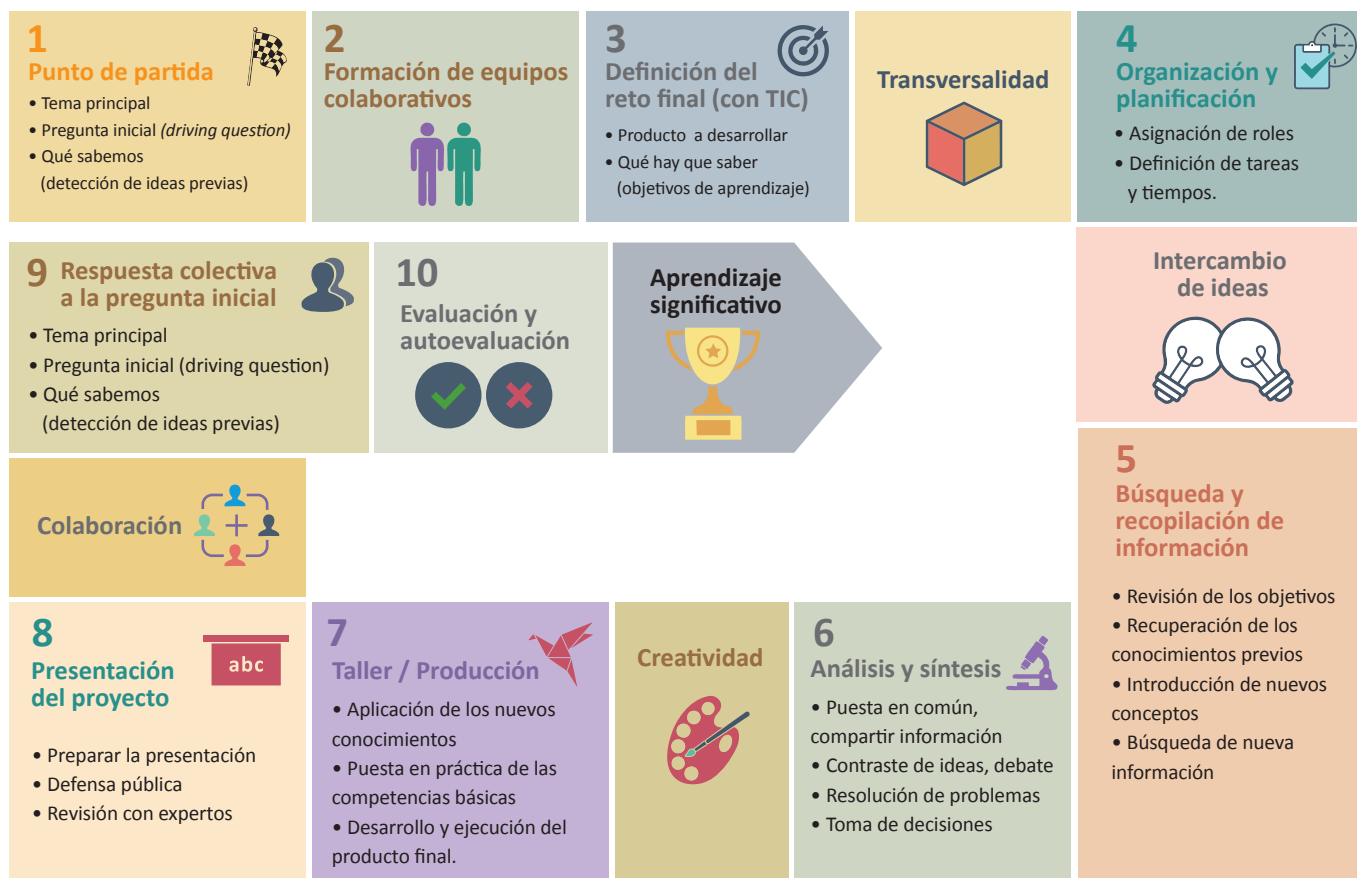 1
Punto de partida
• Tema principal
• Pregunta inicial (driving question)
• Qué sabemos
(detección de ideas previas)
2
Formación de equipos
colaborativos
3
Definición del
reto final (con TIC)
• Producto a desarrollar
• Qué hay que saber
(objetivos de aprendizaje)
Transversalidad
4
Organización y
planificación
• Asignación de roles
• Definición de tareas
y tiempos.
Intercambio
de ideas
5
Búsqueda y
recopilación de
información
• Revisión de los objetivos
• Recuperación de los
conocimientos previos
• Introducción de nuevos
conceptos
• Búsqueda de nueva
información
6
Análisis y síntesis
• Puesta en común,
compartir información
• Contraste de ideas, debate
• Resolución de problemas
• Toma de decisiones
Creatividad
7
Taller / Producción
• Aplicación de los nuevos
conocimientos
• Puesta en práctica de las
competencias básicas
• Desarrollo y ejecución del
producto final.
8
abc
Presentación
del proyecto
• Preparar la presentación
• Defensa pública
• Revisión con expertos
Colaboración
9 Respuesta colectiva
a la pregunta inicial
• Tema principal
• Pregunta inicial (driving question)
• Qué sabemos
(detección de ideas previas)
10
Evaluación y
autoevaluación
Aprendizaje
significativo